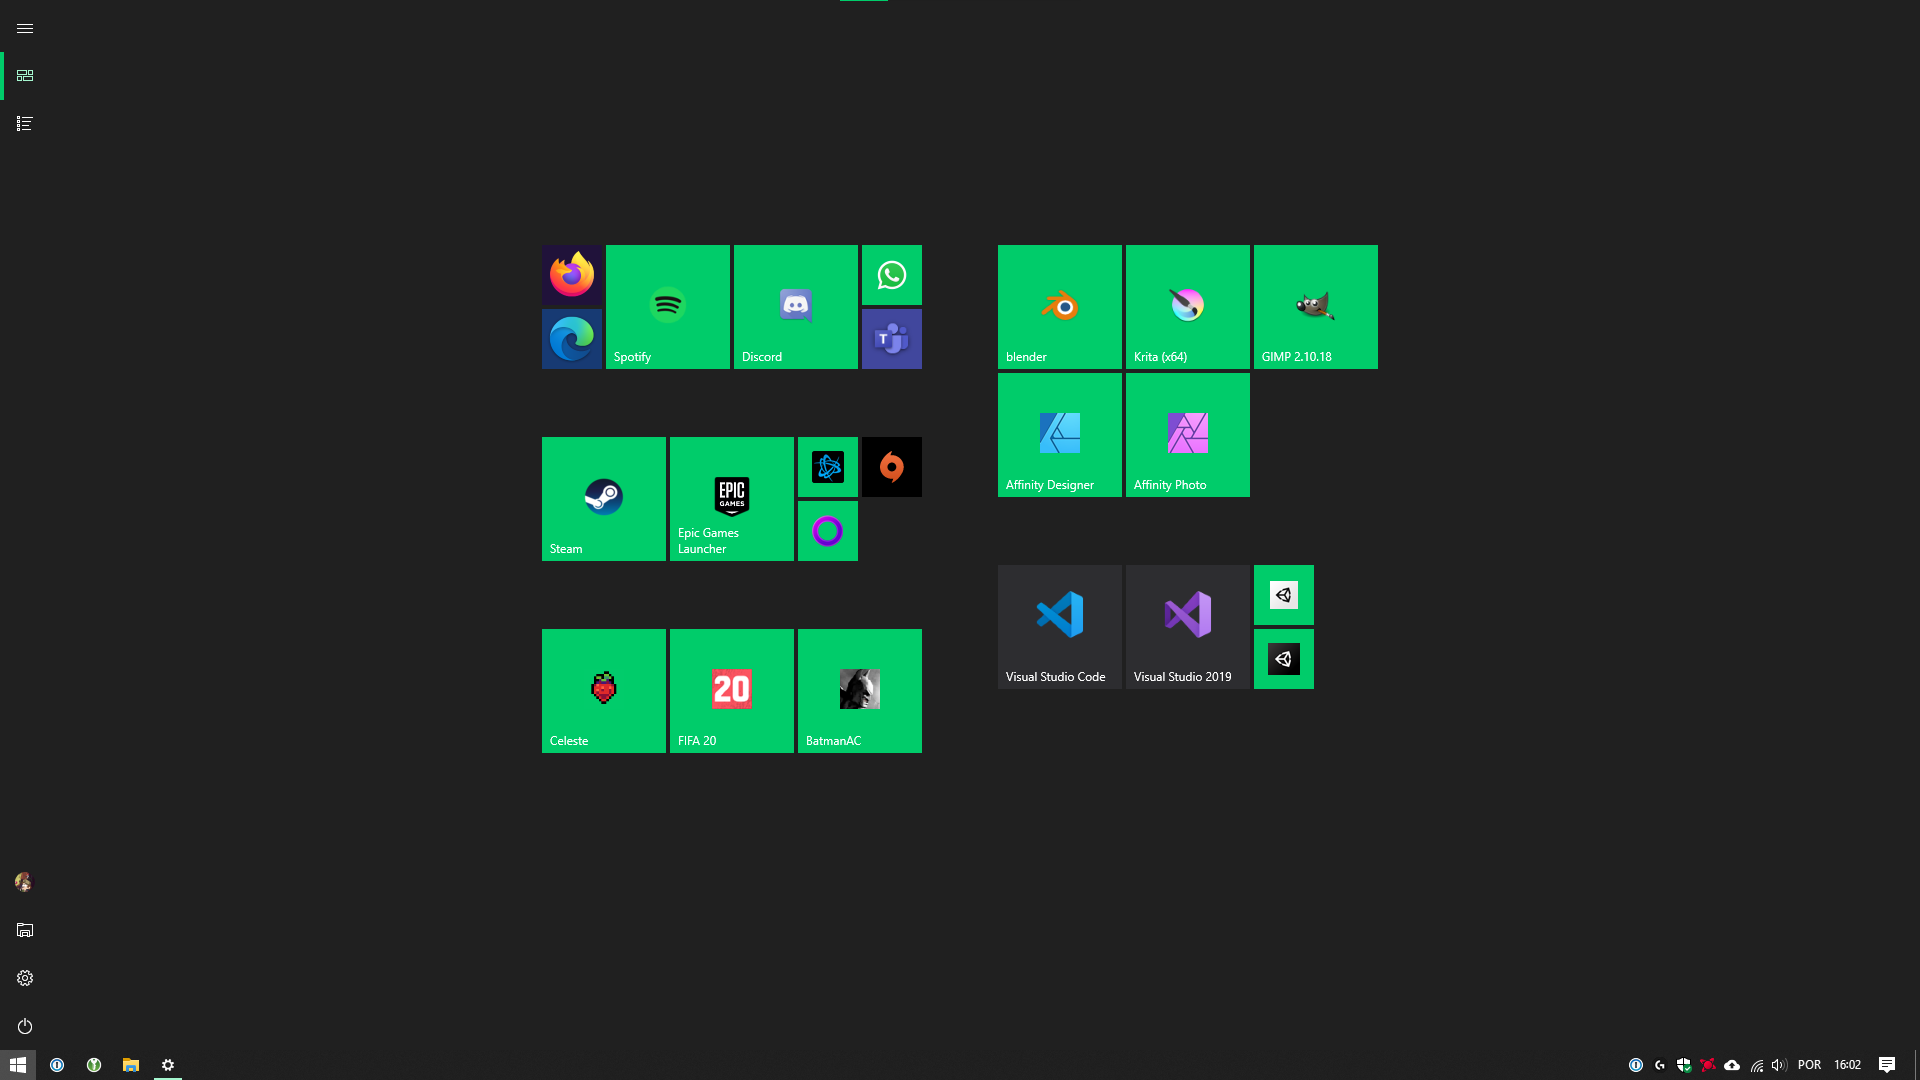 Spotify
Discord
T
blender
Krita (x64)
GIMP 2.10.18
Affinity Designer
Affinity Photo
Steam
EPIC
GAMES
Epic Games
Launcher
Visual Studio Code
Visual Studio 2019
20
Celeste
FIFA 20
BatmanAC
POR
16:02